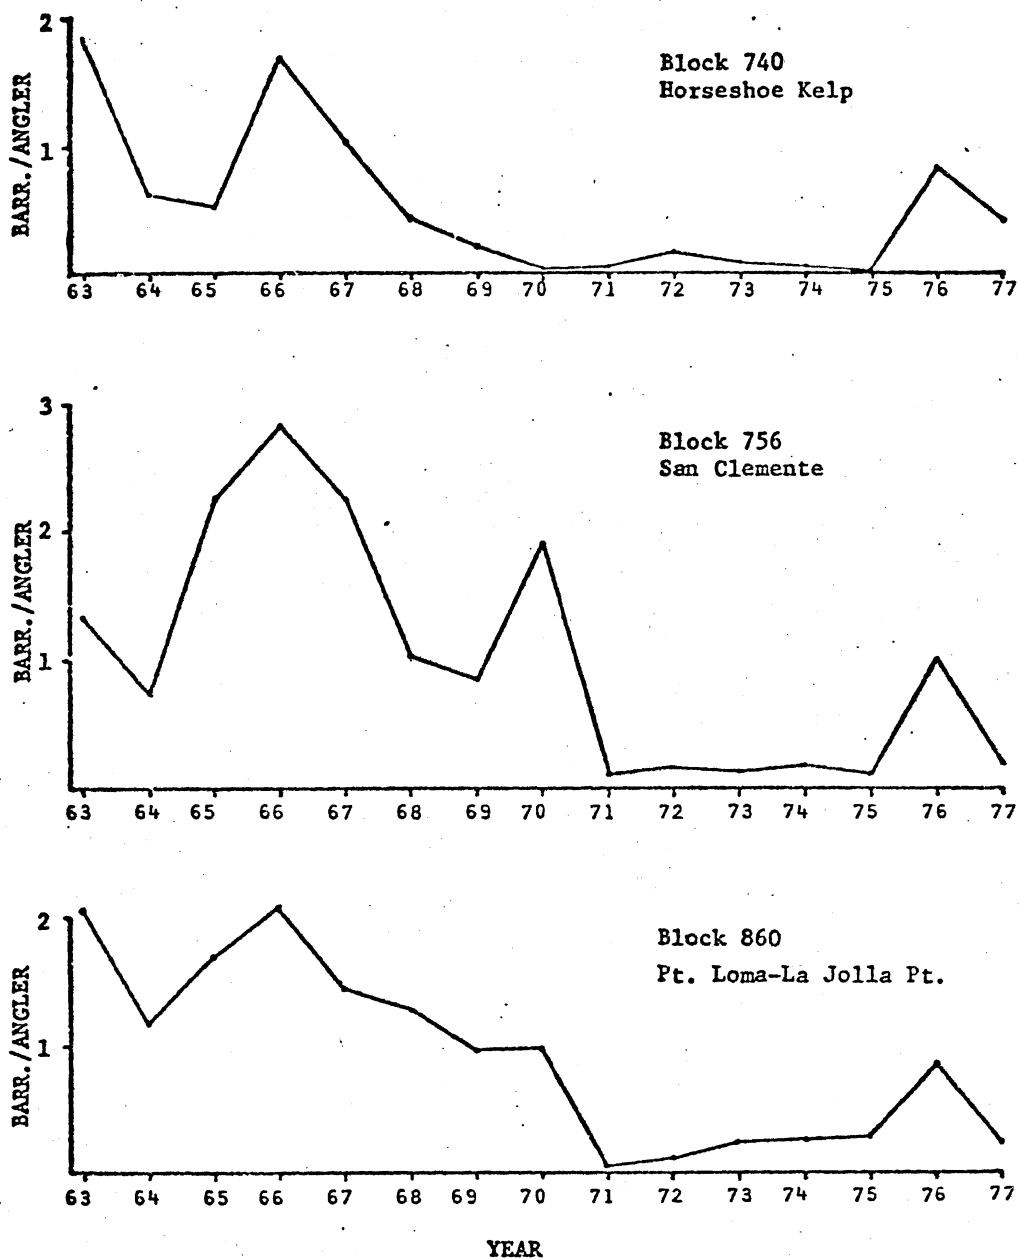 2
1
BARR./ANGLER
Block 740
Horseshoe Kelp
63 64 65 66 67 68 69 70 71 72 73 74 75 76 77
3
2
1
BARR./ANGLER
Block 756
San Clemente
63 64 65 66 67 68 69 70 71 72 73 74 75 76 77
2
1
BARR./ANGLER
Block 860
Pt. Loma-La Jolla Pt.
63 64 65 66 67 68 69 70 71 72 73 74 75 76 77
YEAR